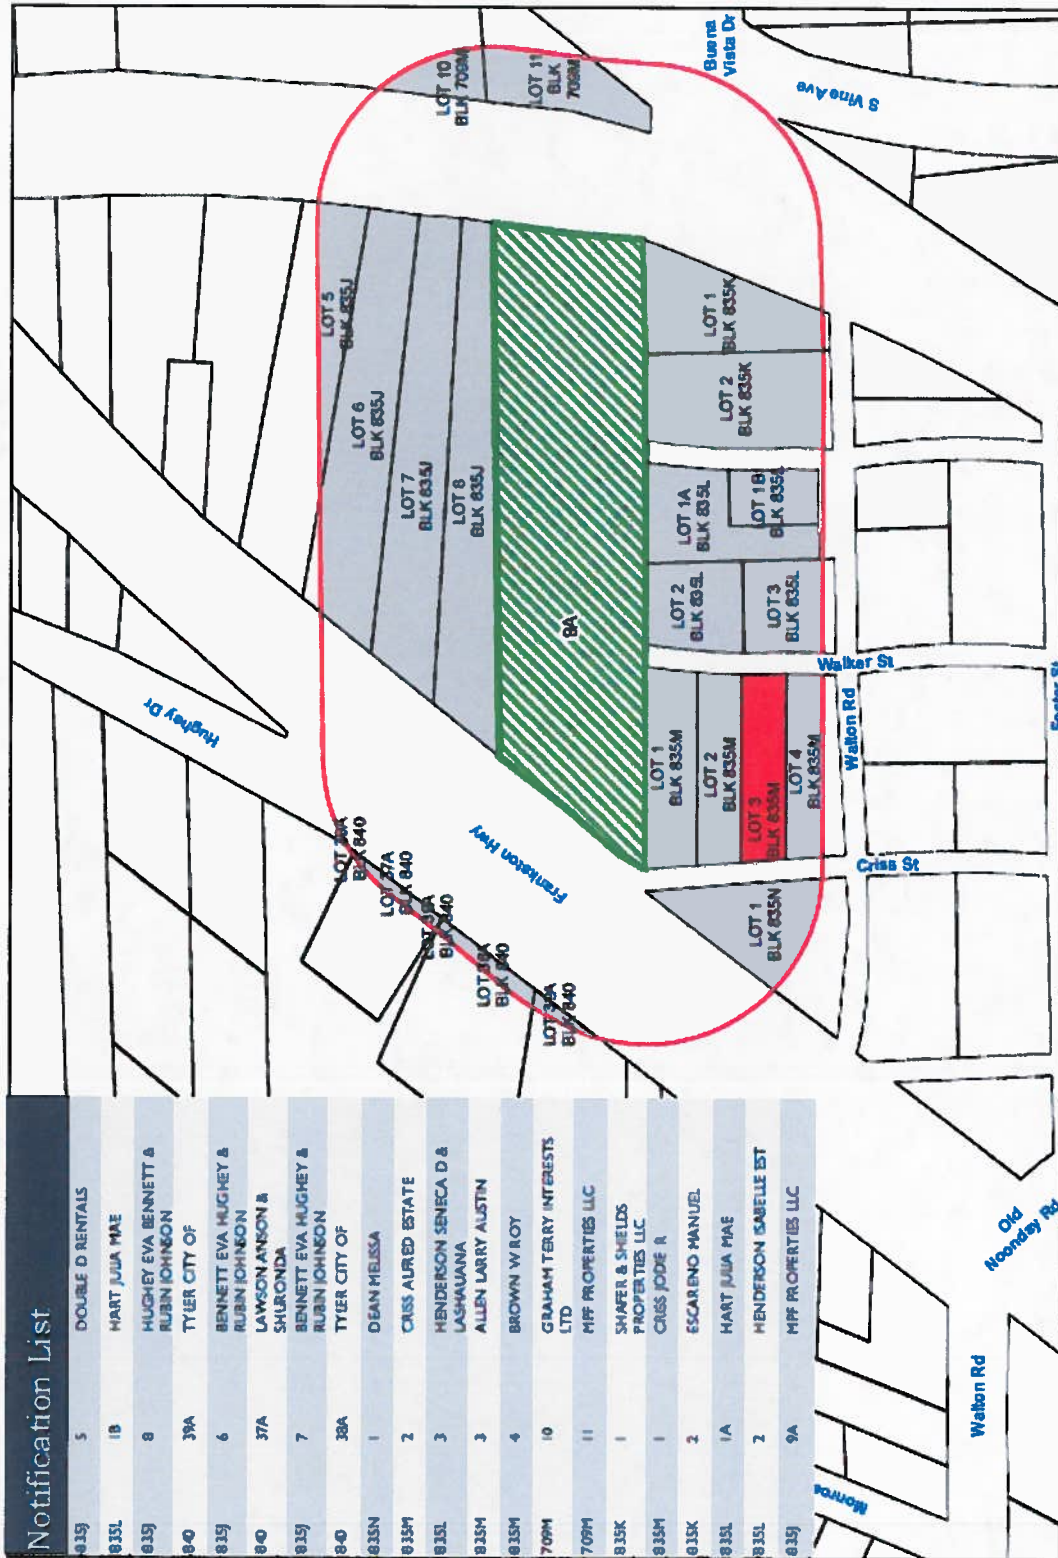 Notification List
835J 5 DOUBLE D RENTALS
835L 1B HART JULIA MAE
835J 8 HUGHEY EVA BENNETT &
RUBIN JOHNSON
840 39A TYLER CITY OF
835J 6 BENNETT EVA HUGHEY &
RUBIN JOHNSON
840 37A LAWSON ANSON &
SHURONDA
835J 7 BENNETT EVA HUGHEY &
RUBIN JOHNSON
840 38A TYLER CITY OF
835N 1 DEAN MELISSA
835M 2 CRISS ALFRED ESTATE
835L 3 HENDERSON SENECA D &
LASHAUANA
835M 3 ALLEN LARRY AUSTIN
835M 4 BROWN W ROY
709M 10 GRAHAM TERRY INTERESTS
LTD
709M 11 MPF PROPERTIES LLC
835K 1 SHAFER & SHIELDS
PROPERTIES LLC
835M 1 CRISS JODIE R
835K 2 ESCARENO MANUEL
835L 1A HART JULIA MAE
835L 2 HENDERSON ISABELLE EST
835J 9A MPF PROPERTIES LLC
Hughey Dr
Frankston Hwy
LOT 5
BLK 835J
LOT 6
BLK 835J
LOT 7
BLK 835J
LOT 8
BLK 835J
9A
LOT 10
BLK 709M
LOT 11
BLK
709M
Buena
Vista Dr
S Vine Ave
LOT 37A
BLK 840
LOT 38A
BLK 840
LOT 39A
BLK 840
LOT 1
BLK 835N
LOT 1
BLK 835M
LOT 2
BLK 835M
LOT 3
BLK 835M
LOT 4
BLK 835M
LOT 2
BLK 835L
LOT 3
BLK 835L
LOT 1A
BLK 835L
LOT 1B
BLK 835L
LOT 2
BLK 835K
LOT 1
BLK 835K
Criss St
Walton Rd
Walker St
Old
Noonday Rd
Walton Rd